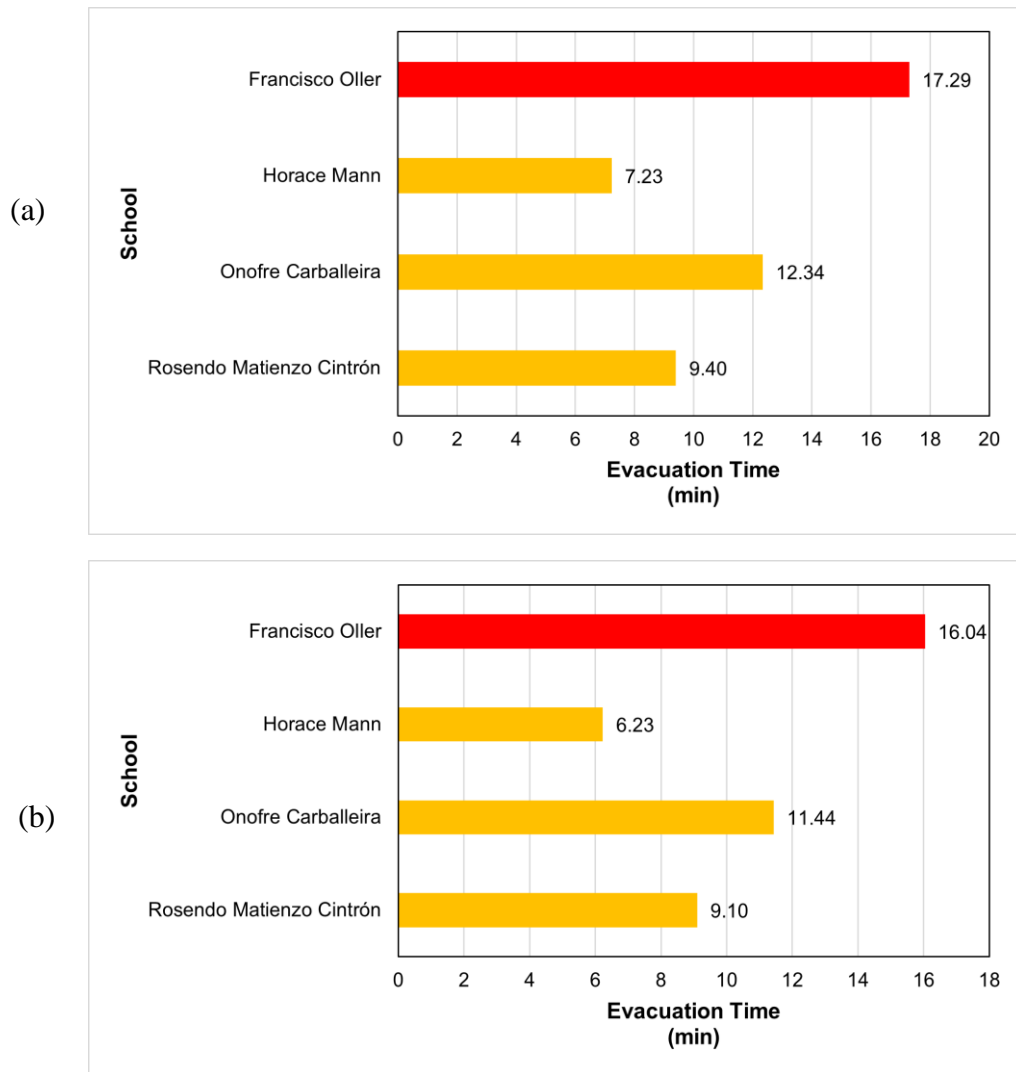 (a)
School
Francisco Oller
17.29
Horace Mann
7.23
Onofre Carballeira
12.34
Rosendo Matienzo Cintrón
9.40
0 2 4 6 8 10 12 14 16 18 20
Evacuation Time
(min)
(b)
School
Francisco Oller
16.04
Horace Mann
6.23
Onofre Carballeira
11.44
Rosendo Matienzo Cintrón
9.10
0 2 4 6 8 10 12 14 16 18
Evacuation Time
(min)